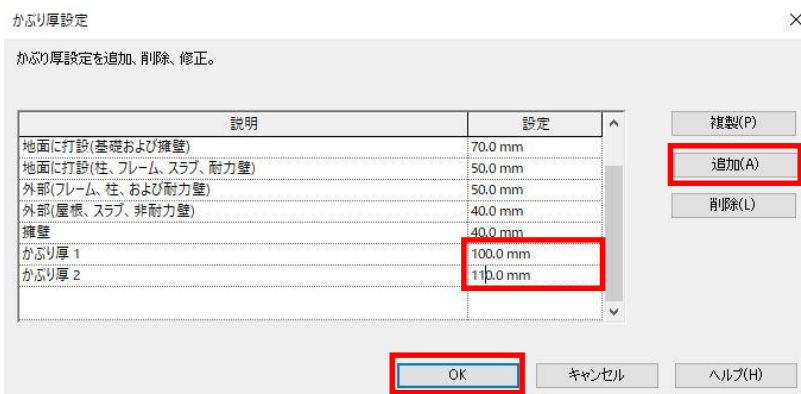 かぶり厚設定
かぶり厚設定を追加、削除、修正。
説明 設定
地面に打設(基礎および擁壁) 70.0 mm
地面に打設(柱、フレーム、スラブ、耐力壁) 50.0 mm
外部(フレーム、柱、および耐力壁) 50.0 mm
外部(屋根、スラブ、非耐力壁) 40.0 mm
擁壁 40.0 mm
かぶり厚 1 100.0 mm
かぶり厚 2 110.0 mm
複製(P)
追加(A)
削除(L)
OK キャンセル ヘルプ(H)